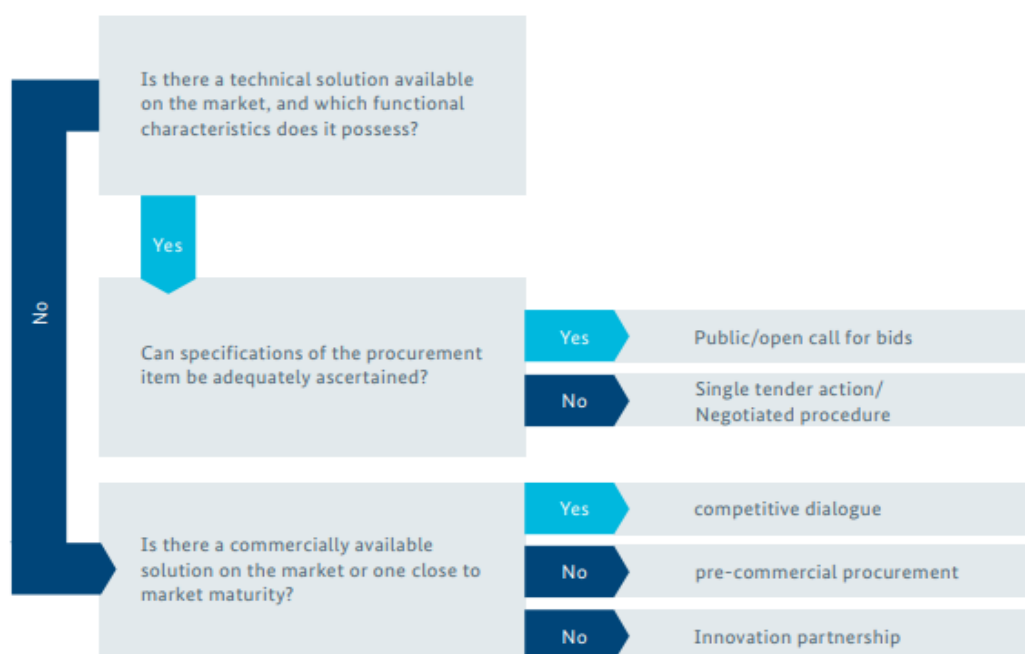 Is there a technical solution available
on the market, and which functional
characteristics does it possess?
Yes
No
Can specifications of the procurement
item be adequately ascertained?
Yes
Public/open call for bids
No
Single tender action/
Negotiated procedure
Is there a commercially available
solution on the market or one close to
market maturity?
Yes
competitive dialogue
No
pre-commercial procurement
No
Innovation partnership